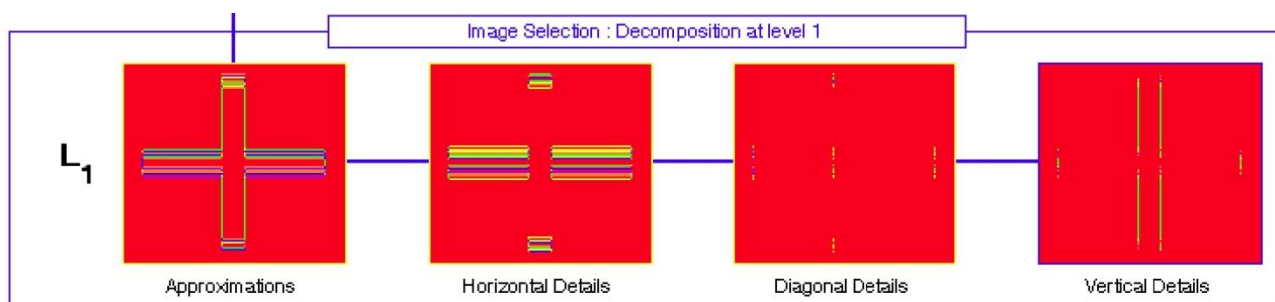 Image Selection : Decomposition at level 1
L1
Approximations
Horizontal Details
Diagonal Details
Vertical Details